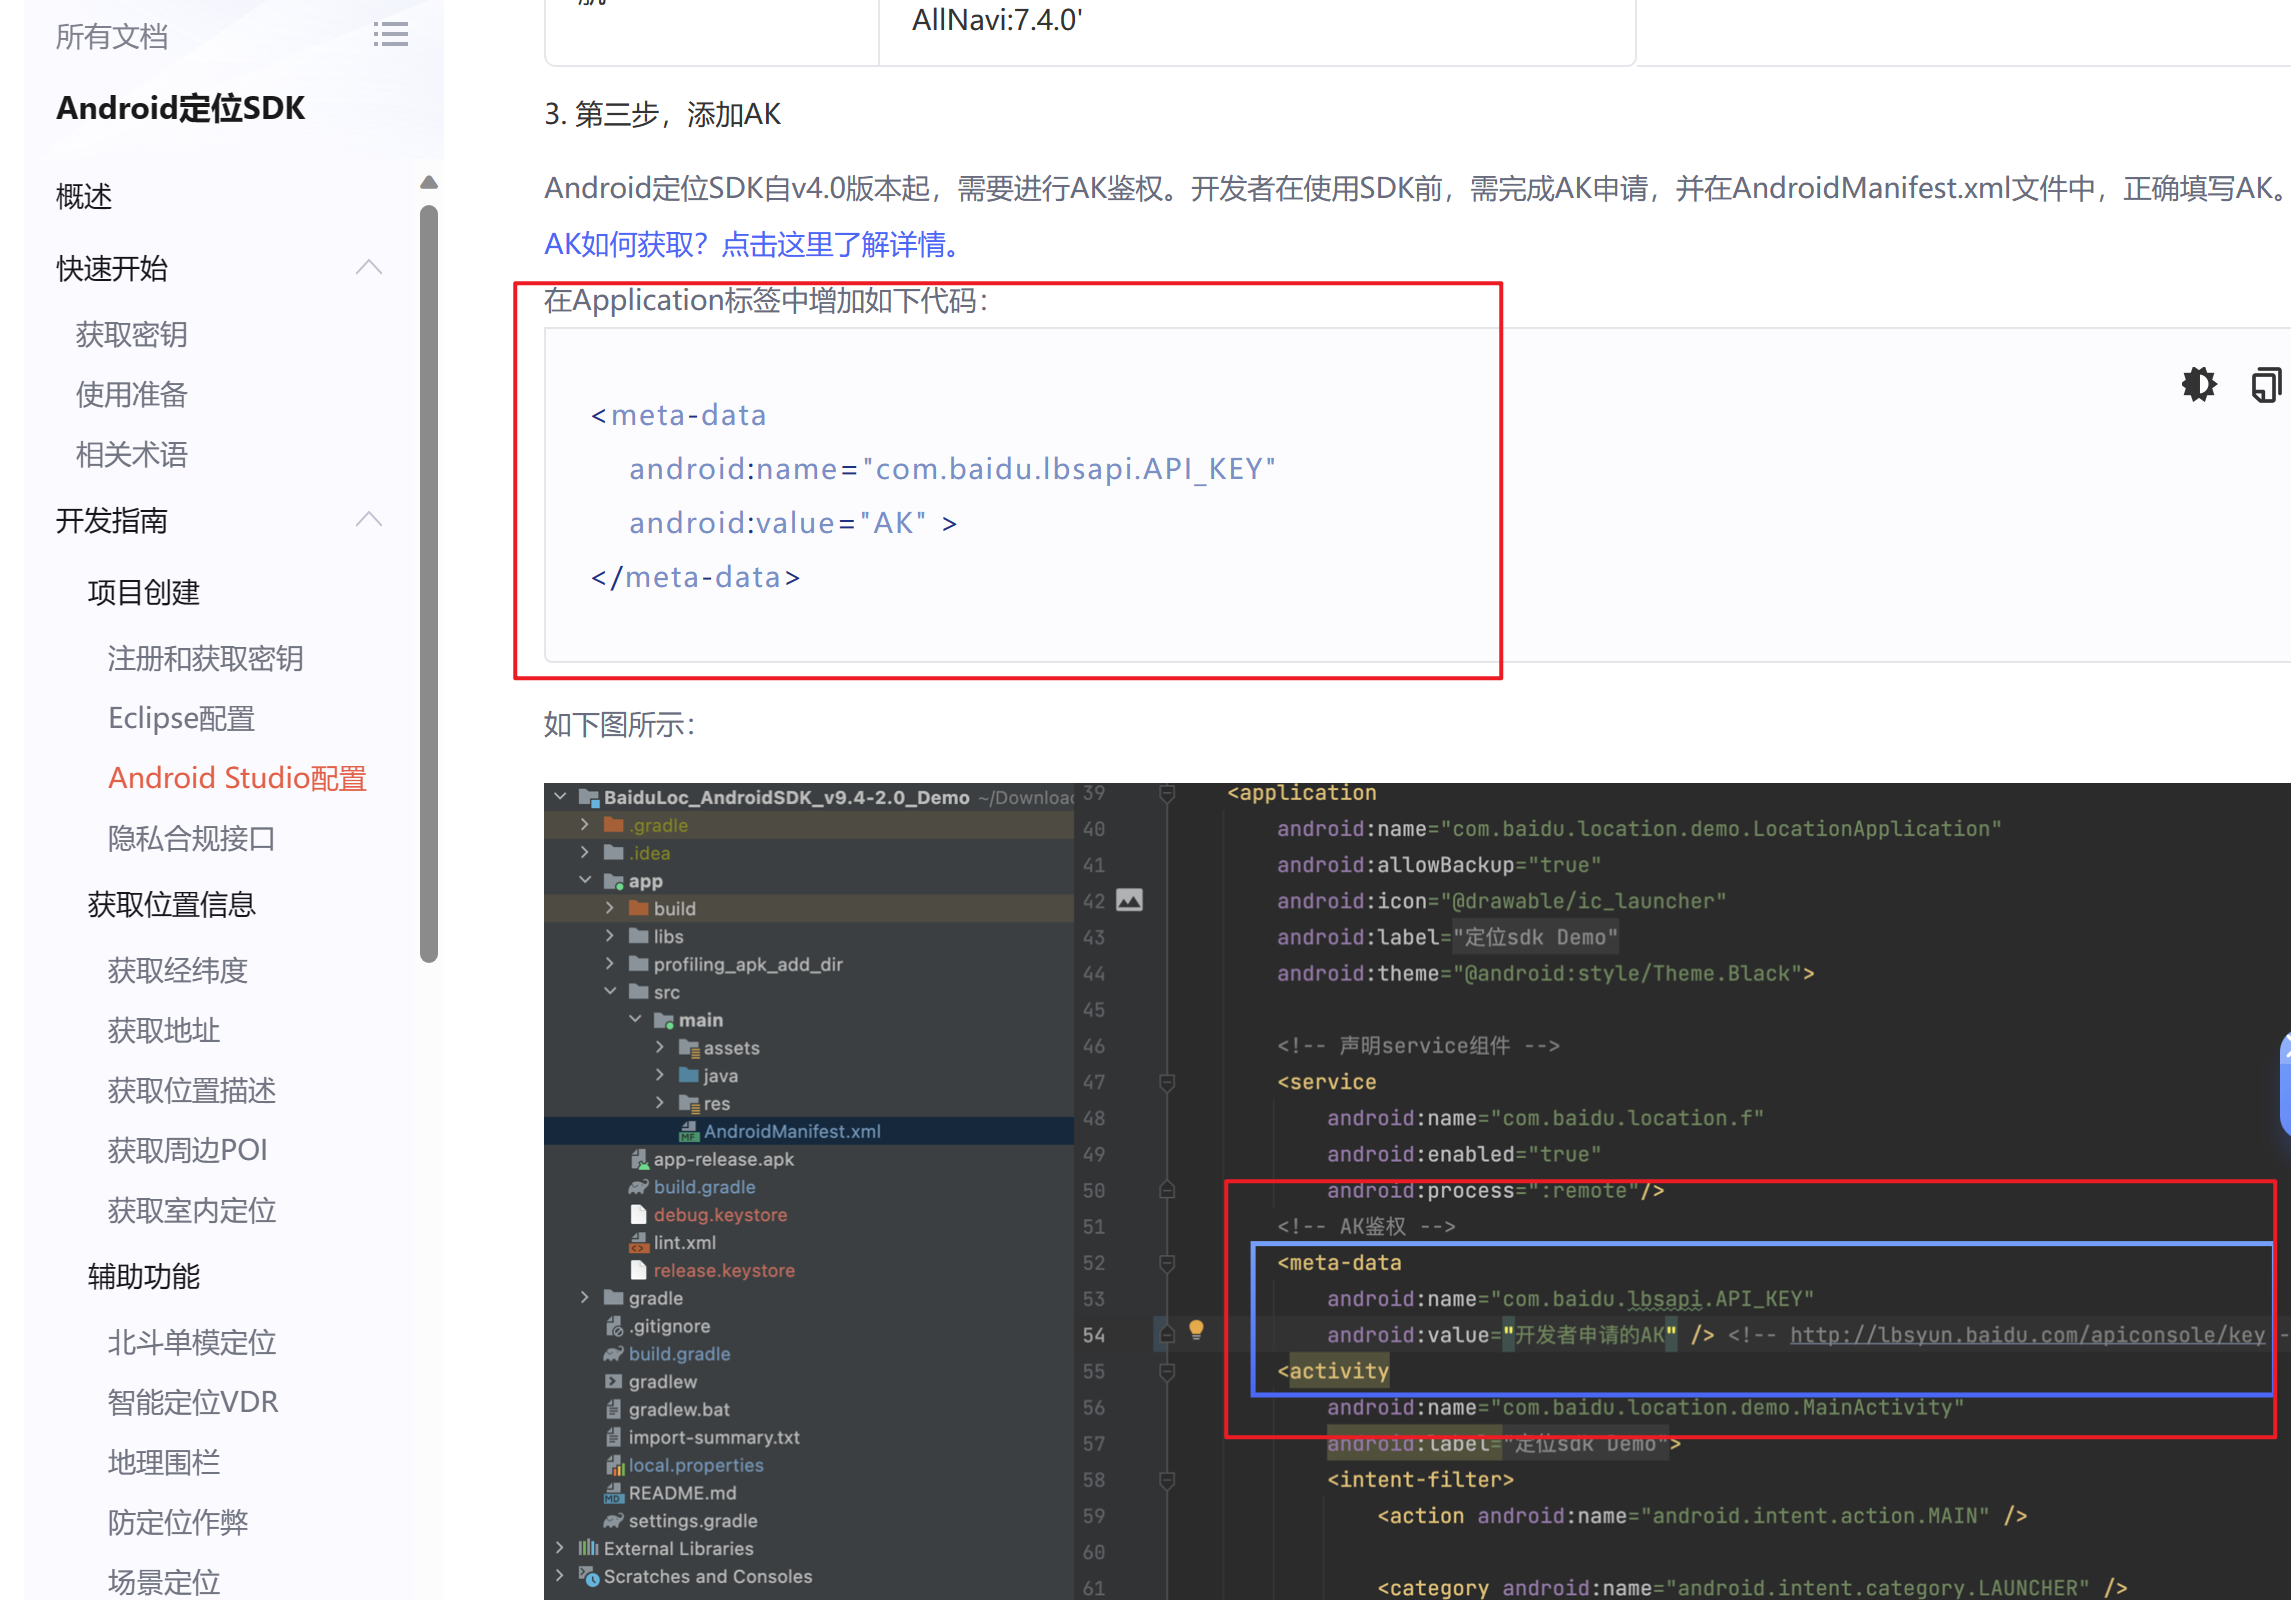 所有文档
Android定位SDK
概述
快速开始
获取密钥
使用准备
相关术语
开发指南
项目创建
注册和获取密钥
Eclipse配置
Android Studio配置
隐私合规接口
获取位置信息
获取经纬度
获取地址
获取位置描述
获取周边POI
获取室内定位
辅助功能
北斗单模定位
智能定位VDR
地理围栏
防定位作弊
场景定位
AllNavi:7.4.0'
3. 第三步，添加AK
Android定位SDK自v4.0版本起，需要进行AK鉴权。开发者在使用SDK前，需完成AK申请，并在AndroidManifest.xml文件中，正确填写AK。
AK如何获取？点击这里了解详情。
在Application标签中增加如下代码：
<meta-data
android:name="com.baidu.lbsapi.API_KEY"
android:value="AK" >
</meta-data>
如下图所示：
BaiduLoc_AndroidSDK_v9.4-2.0_Demo ~/Downloac
.gradle
.idea
app
build
libs
profiling_apk_add_dir
src
main
assets
java
res
AndroidManifest.xml
app-release.apk
build.gradle
debug.keystore
lint.xml
release.keystore
gradle
.gitignore
build.gradle
gradlew
gradlew.bat
import-summary.txt
local.properties
README.md
settings.gradle
External Libraries
Scratches and Consoles
39 <application
40 android:name="com.baidu.location.demo.LocationApplication"
41 android:allowBackup="true"
42 android:icon="@drawable/ic_launcher"
43 android:label="定位sdk Demo"
44 android:theme="@android:style/Theme.Black">
45
46 <!-- 声明service组件 -->
47 <service
48 android:name="com.baidu.location.f"
49 android:enabled="true"
50 android:process=":remote"/>
51 <!-- AK鉴权 -->
52 <meta-data
53 android:name="com.baidu.lbsapi.API_KEY"
54 android:value="开发者申请的AK" /> <!-- http://lbsyun.baidu.com/apiconsole/key -
55 <activity
56 android:name="com.baidu.location.demo.MainActivity"
57 android:label="定位sdk Demo">
58 <intent-filter>
59 <action android:name="android.intent.action.MAIN" />
60
61 <category android:name="android.intent.category.LAUNCHER" />